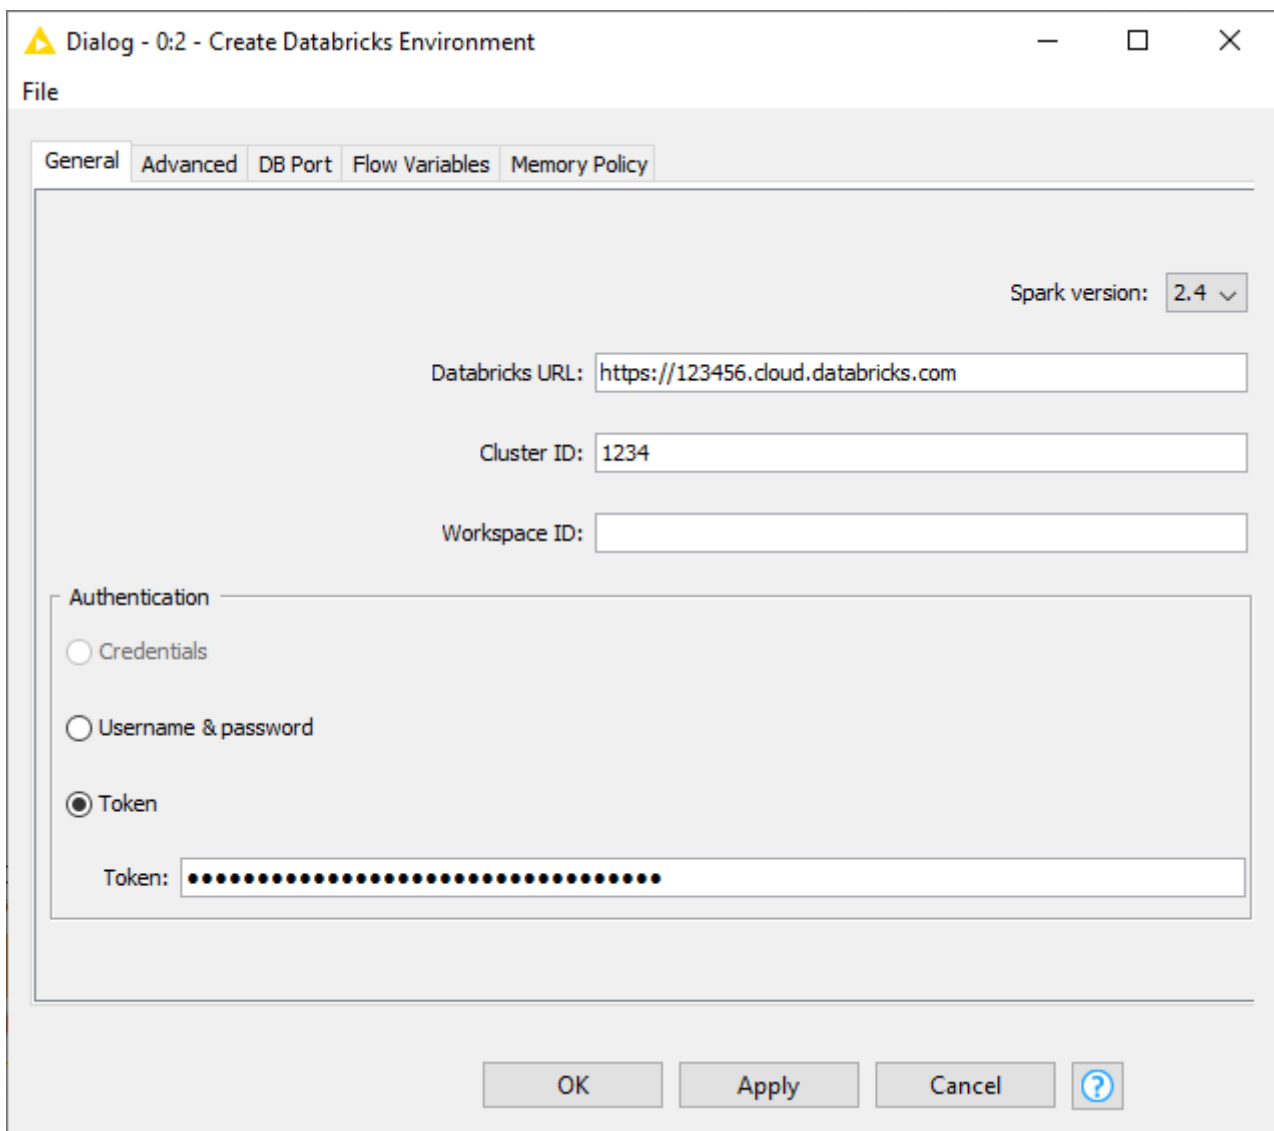 Dialog - 0:2 - Create Databricks Environment
File
General Advanced DB Port Flow Variables Memory Policy
Spark version: 2.4
Databricks URL: https://123456.cloud.databricks.com
Cluster ID: 1234
Workspace ID:
Authentication
Credentials
Username & password
Token
Token: ••••••••••••••••••••••••••••••••••
OK Apply Cancel ?